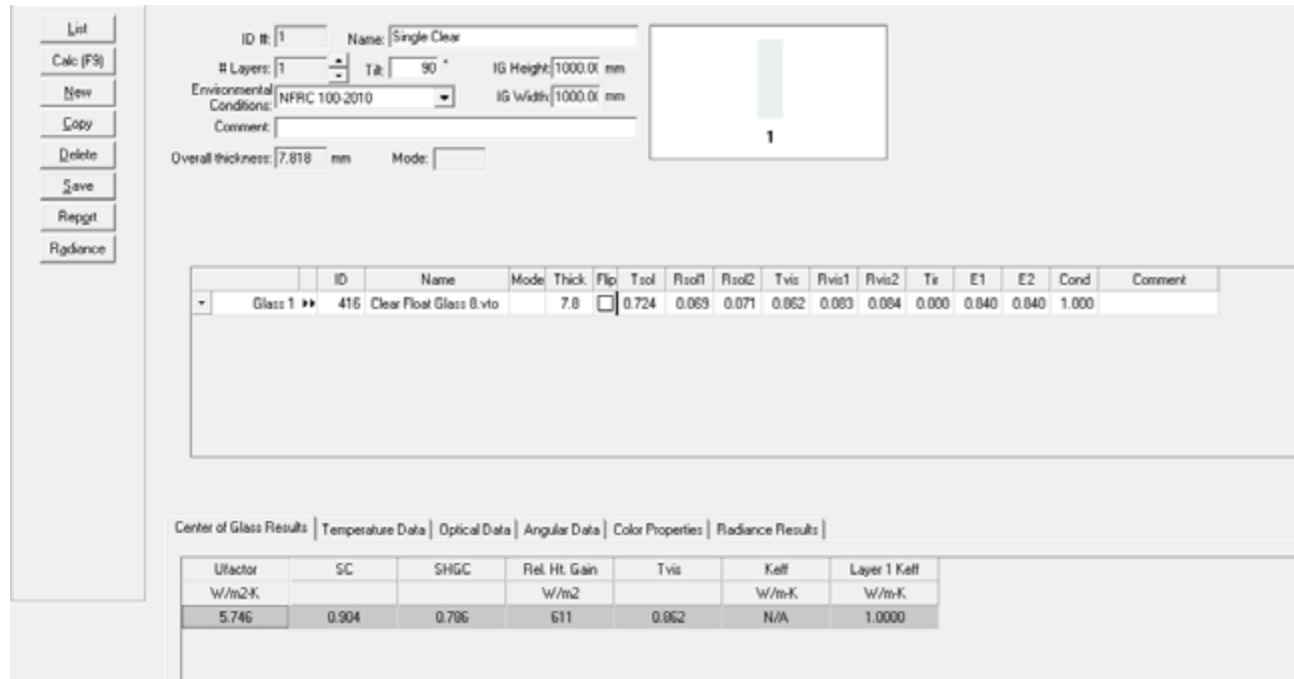 List
Calc (F9)
New
Copy
Delete
Save
Report
Radiance
ID #: 1 Name: Single Clear
# Layers: 1 Tilt: 90 ° IG Height: 1000.0( mm
Environmental Conditions: NFRC 100-2010 IG Width: 1000.0( mm
Comment:
Overall thickness: 7.818 mm Mode:
1
ID Name Mode Thick Flip Tsol Rsol1 Rsol2 Tvis Rvis1 Rvis2 Tir E1 E2 Cond Comment
Glass 1 ▸▸ 416 Clear Float Glass 8.vto 7.8 0.724 0.069 0.071 0.862 0.083 0.084 0.000 0.840 0.840 1.000
Center of Glass Results | Temperature Data | Optical Data | Angular Data | Color Properties | Radiance Results
Ufactor SC SHGC Rel. Ht. Gain Tvis Keff Layer 1 Keff
W/m2-K W/m2 W/m-K W/m-K
5.746 0.904 0.786 611 0.862 N/A 1.0000